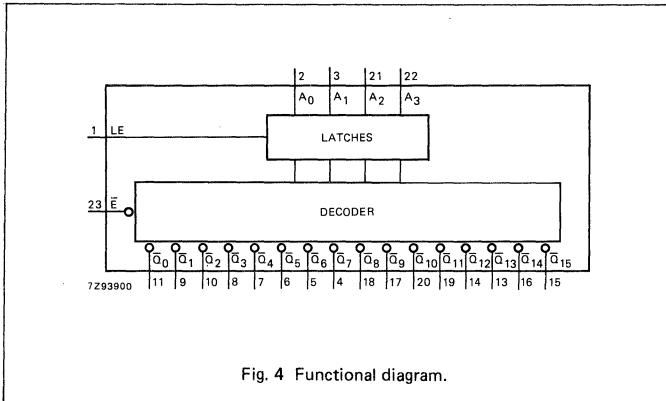 2 3 21 22
A0 A1 A2 A3
1 LE
LATCHES
23 E̅
DECODER
Q̅0 Q̅1 Q̅2 Q̅3 Q̅4 Q̅5 Q̅6 Q̅7 Q̅8 Q̅9 Q̅10 Q̅11 Q̅12 Q̅13 Q̅14 Q̅15
7Z93900 11 9 10 8 7 6 5 4 18 17 20 19 14 13 16 15
Fig. 4 Functional diagram.